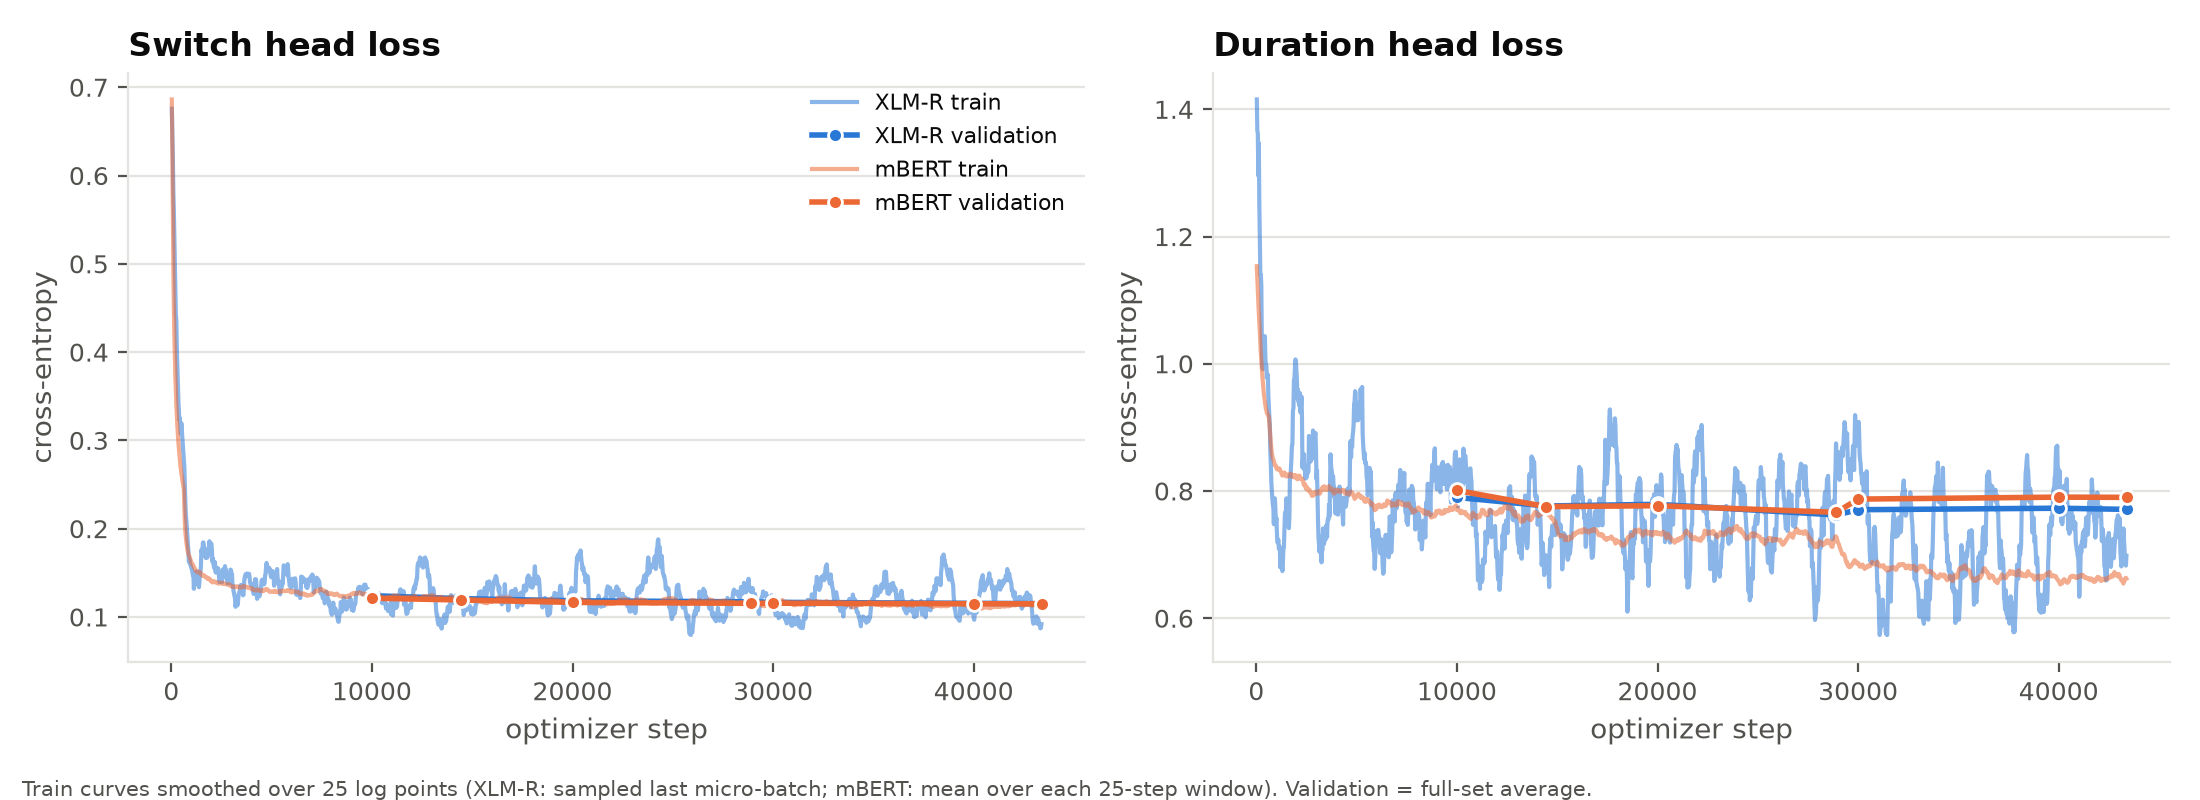 Switch head loss
0.7
0.6
0.5
0.4
0.3
0.2
0.1
cross-entropy
XLM-R train
XLM-R validation
mBERT train
mBERT validation
0 10000 20000 30000 40000
optimizer step
Duration head loss
1.4
1.2
1.0
0.8
0.6
cross-entropy
0 10000 20000 30000 40000
optimizer step
Train curves smoothed over 25 log points (XLM-R: sampled last micro-batch; mBERT: mean over each 25-step window). Validation = full-set average.